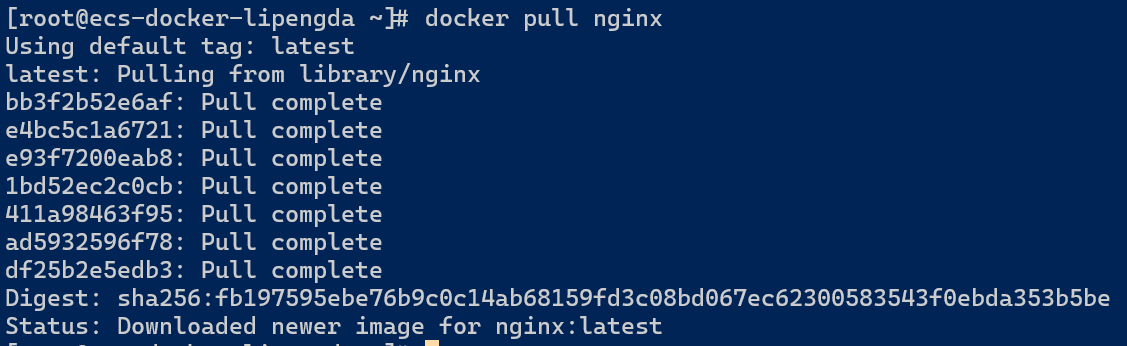 [root@ecs-docker-lipengda ~]# docker pull nginx
Using default tag: latest
latest: Pulling from library/nginx
bb3f2b52e6af: Pull complete
e4bc5c1a6721: Pull complete
e93f7200eab8: Pull complete
1bd52ec2c0cb: Pull complete
411a98463f95: Pull complete
ad5932596f78: Pull complete
df25b2e5edb3: Pull complete
Digest: sha256:fb197595ebe76b9c0c14ab68159fd3c08bd067ec62300583543f0ebda353b5be
Status: Downloaded newer image for nginx:latest